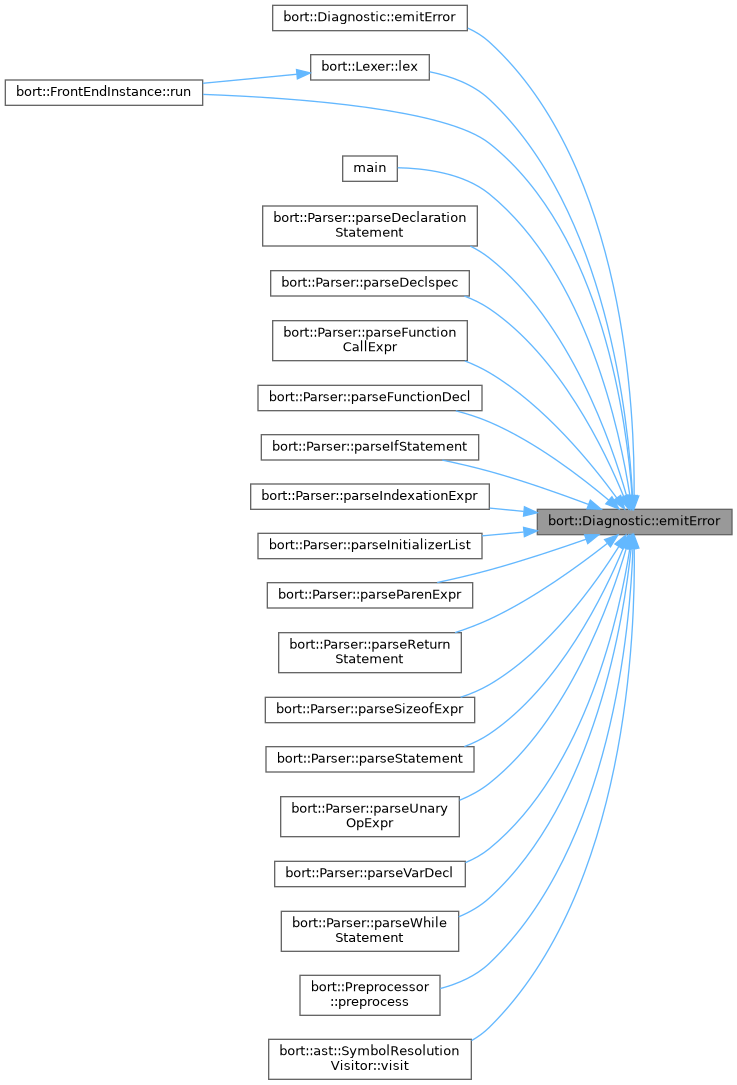 bort::Diagnostic::emitError
bort::Lexer::lex
bort::FrontEndInstance::run
main
bort::Parser::parseDeclaration
Statement
bort::Parser::parseDeclspec
bort::Parser::parseFunction
CallExpr
bort::Parser::parseFunctionDecl
bort::Parser::parseIfStatement
bort::Parser::parseIndexationExpr
bort::Diagnostic::emitError
bort::Parser::parseInitializerList
bort::Parser::parseParenExpr
bort::Parser::parseReturn
Statement
bort::Parser::parseSizeofExpr
bort::Parser::parseStatement
bort::Parser::parseUnary
OpExpr
bort::Parser::parseVarDecl
bort::Parser::parseWhile
Statement
bort::Preprocessor
::preprocess
bort::ast::SymbolResolution
Visitor::visit